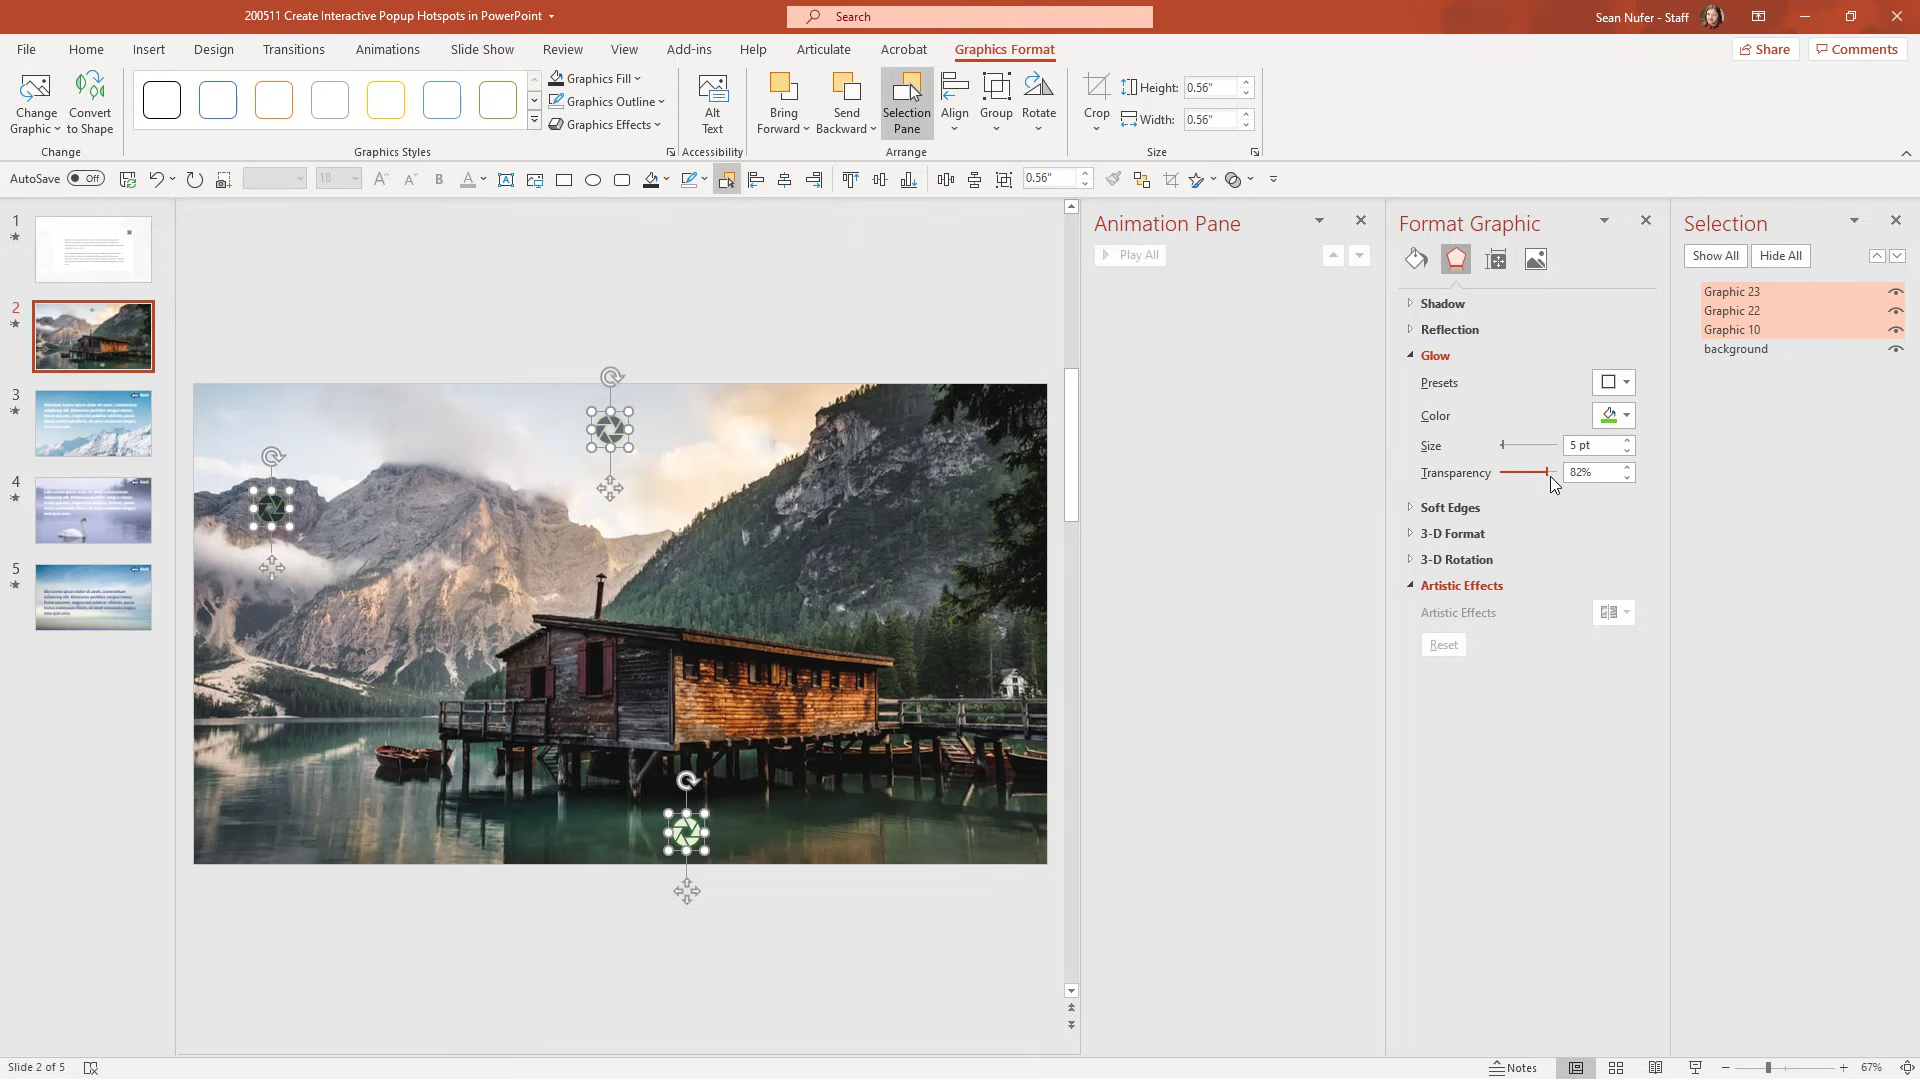 200511 Create Interactive Popup Hotspots in PowerPoint
Search
Sean Nufer - Staff
File Home Insert Design Transitions Animations Slide Show Review View Add-ins Help Articulate Acrobat Graphics Format
Share
Comments
Change Graphic
Convert to Shape
Change
Graphics Fill
Graphics Outline
Graphics Effects
Graphics Styles
Alt Text
Accessibility
Bring Forward
Send Backward
Selection Pane
Align
Group
Rotate
Arrange
Crop
Height: 0.56"
Width: 0.56"
Size
AutoSave Off
18
A A B A
0.56"
1
2
3
4
5
Animation Pane
Play All
Format Graphic
Shadow
Reflection
Glow
Presets
Color
Size 5 pt
Transparency 82%
Soft Edges
3-D Format
3-D Rotation
Artistic Effects
Artistic Effects
Reset
Selection
Show All Hide All
Graphic 23
Graphic 22
Graphic 10
background
Slide 2 of 5
Notes
67%